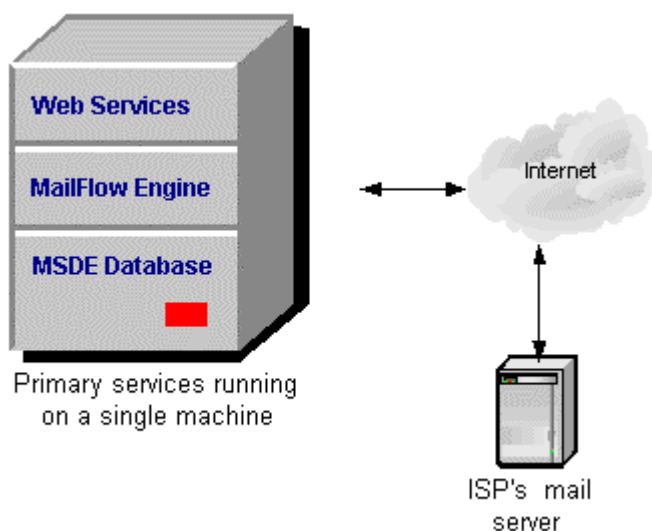 Web Services
MailFlow Engine
MSDE Database
Internet
Primary services running
on a single machine
ISP's mail
server